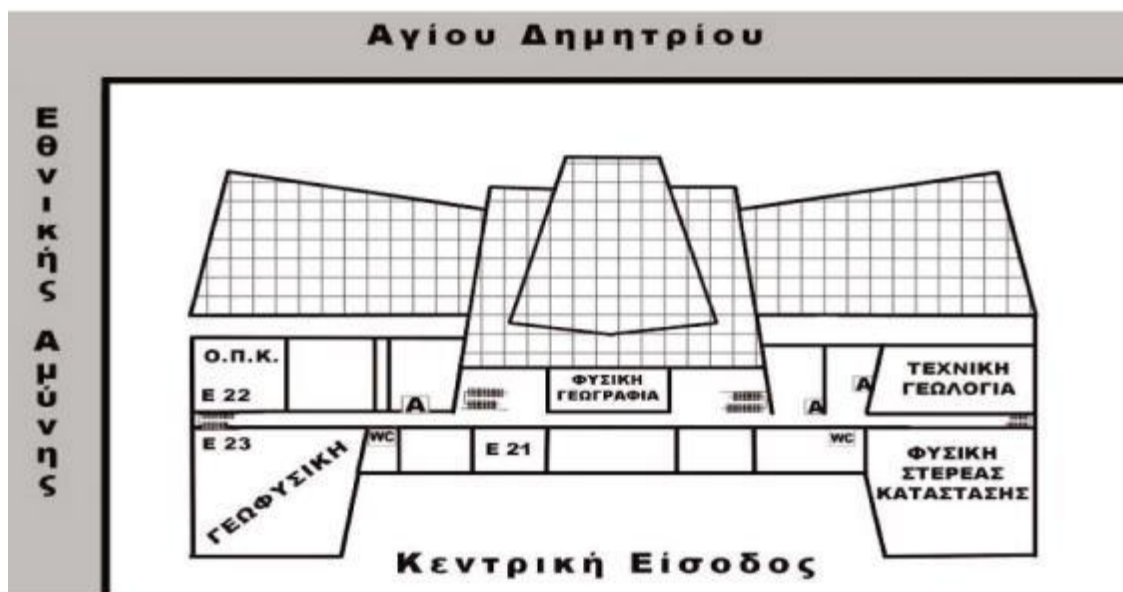 Αγίου Δημητρίου
Εθνικής Αμύνης
Ο.Π.Κ.
Ε 22
Α
ΦΥΣΙΚΗ
ΓΕΩΓΡΑΦΙΑ
Α
Α
ΤΕΧΝΙΚΗ
ΓΕΩΛΟΓΙΑ
Ε 23
ΓΕΩΦΥΣΙΚΗ
WC
Ε 21
WC
ΦΥΣΙΚΗ
ΣΤΕΡΕΑΣ
ΚΑΤΑΣΤΑΣΗΣ
Κεντρική Είσοδος